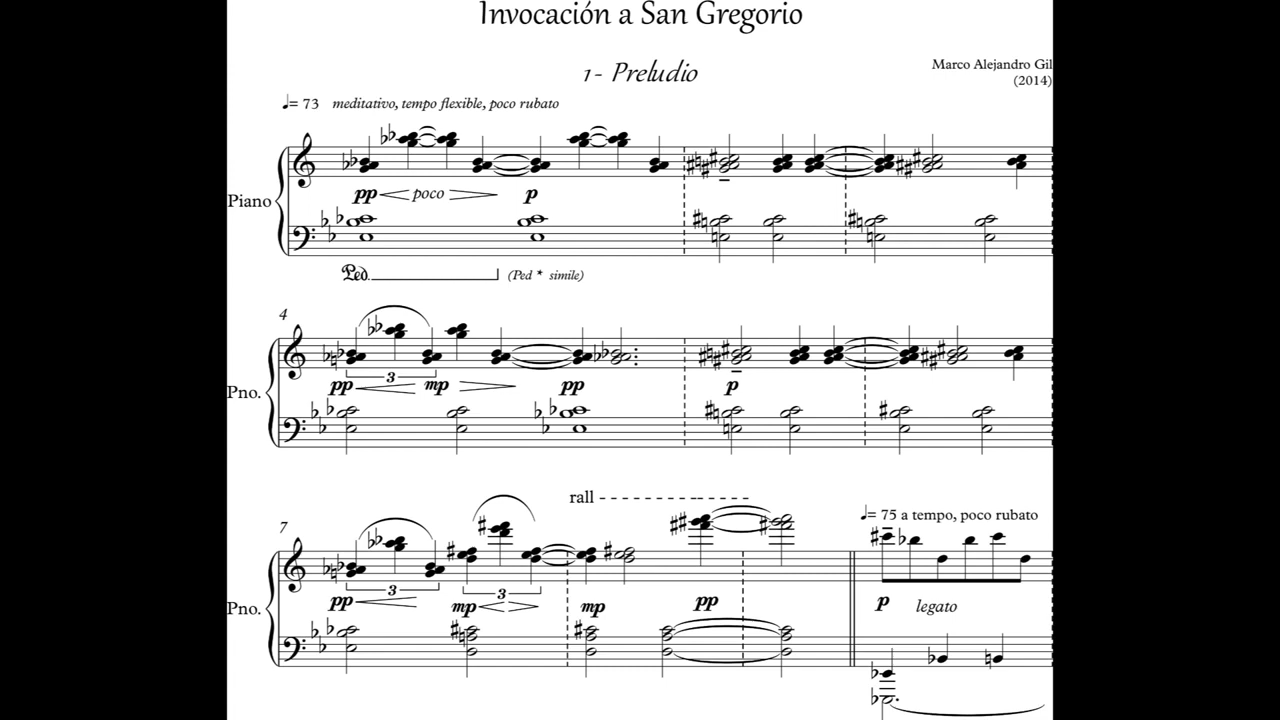 Invocación a San Gregorio
1- Preludio
Marco Alejandro Gil
(2014)
♩= 73 meditativo, tempo flexible, poco rubato
Piano
pp poco p
Ped. (Ped * simile)
4
3
Pno.
pp mp pp p
rall
7
♩= 75 a tempo, poco rubato
3
3
Pno.
pp mp mp pp p legato